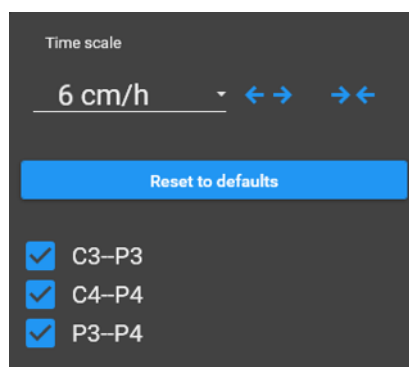 Time scale
6 cm/h
Reset to defaults
C3--P3
C4--P4
P3--P4